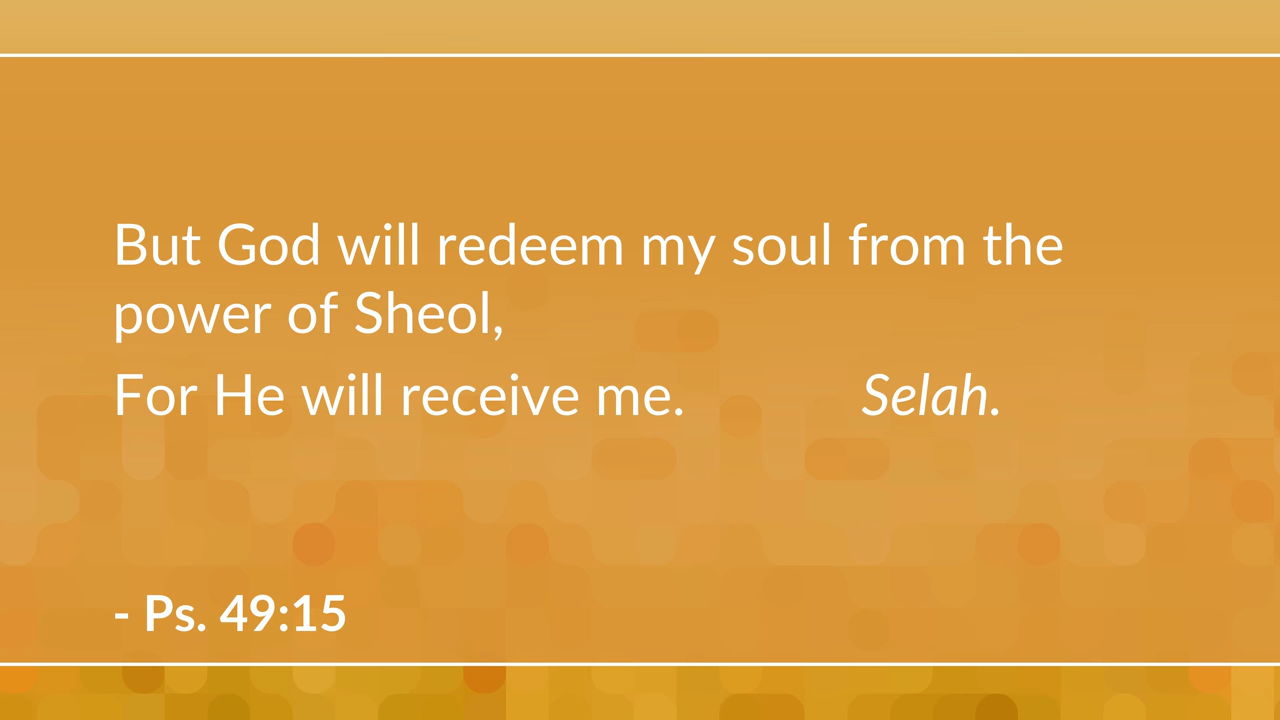 But God will redeem my soul from the
power of Sheol,
For He will receive me. Selah.
- Ps. 49:15